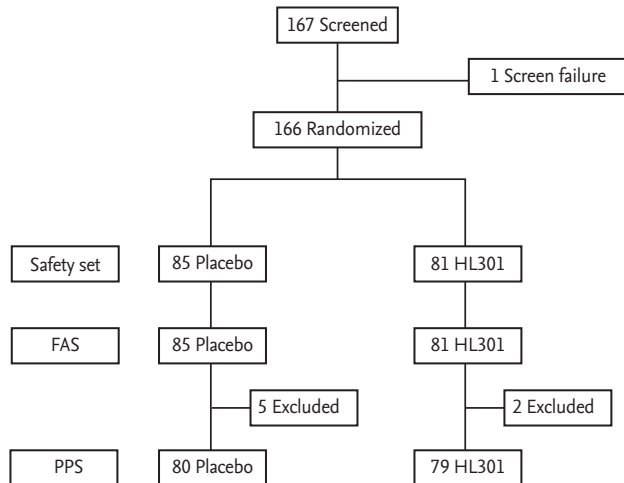 167 Screened
1 Screen failure
166 Randomized
Safety set
85 Placebo
81 HL301
FAS
85 Placebo
81 HL301
5 Excluded
2 Excluded
PPS
80 Placebo
79 HL301